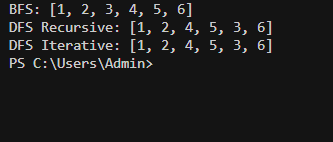 BFS: [1, 2, 3, 4, 5, 6]
DFS Recursive: [1, 2, 4, 5, 3, 6]
DFS Iterative: [1, 2, 4, 5, 3, 6]
PS C:\Users\Admin>